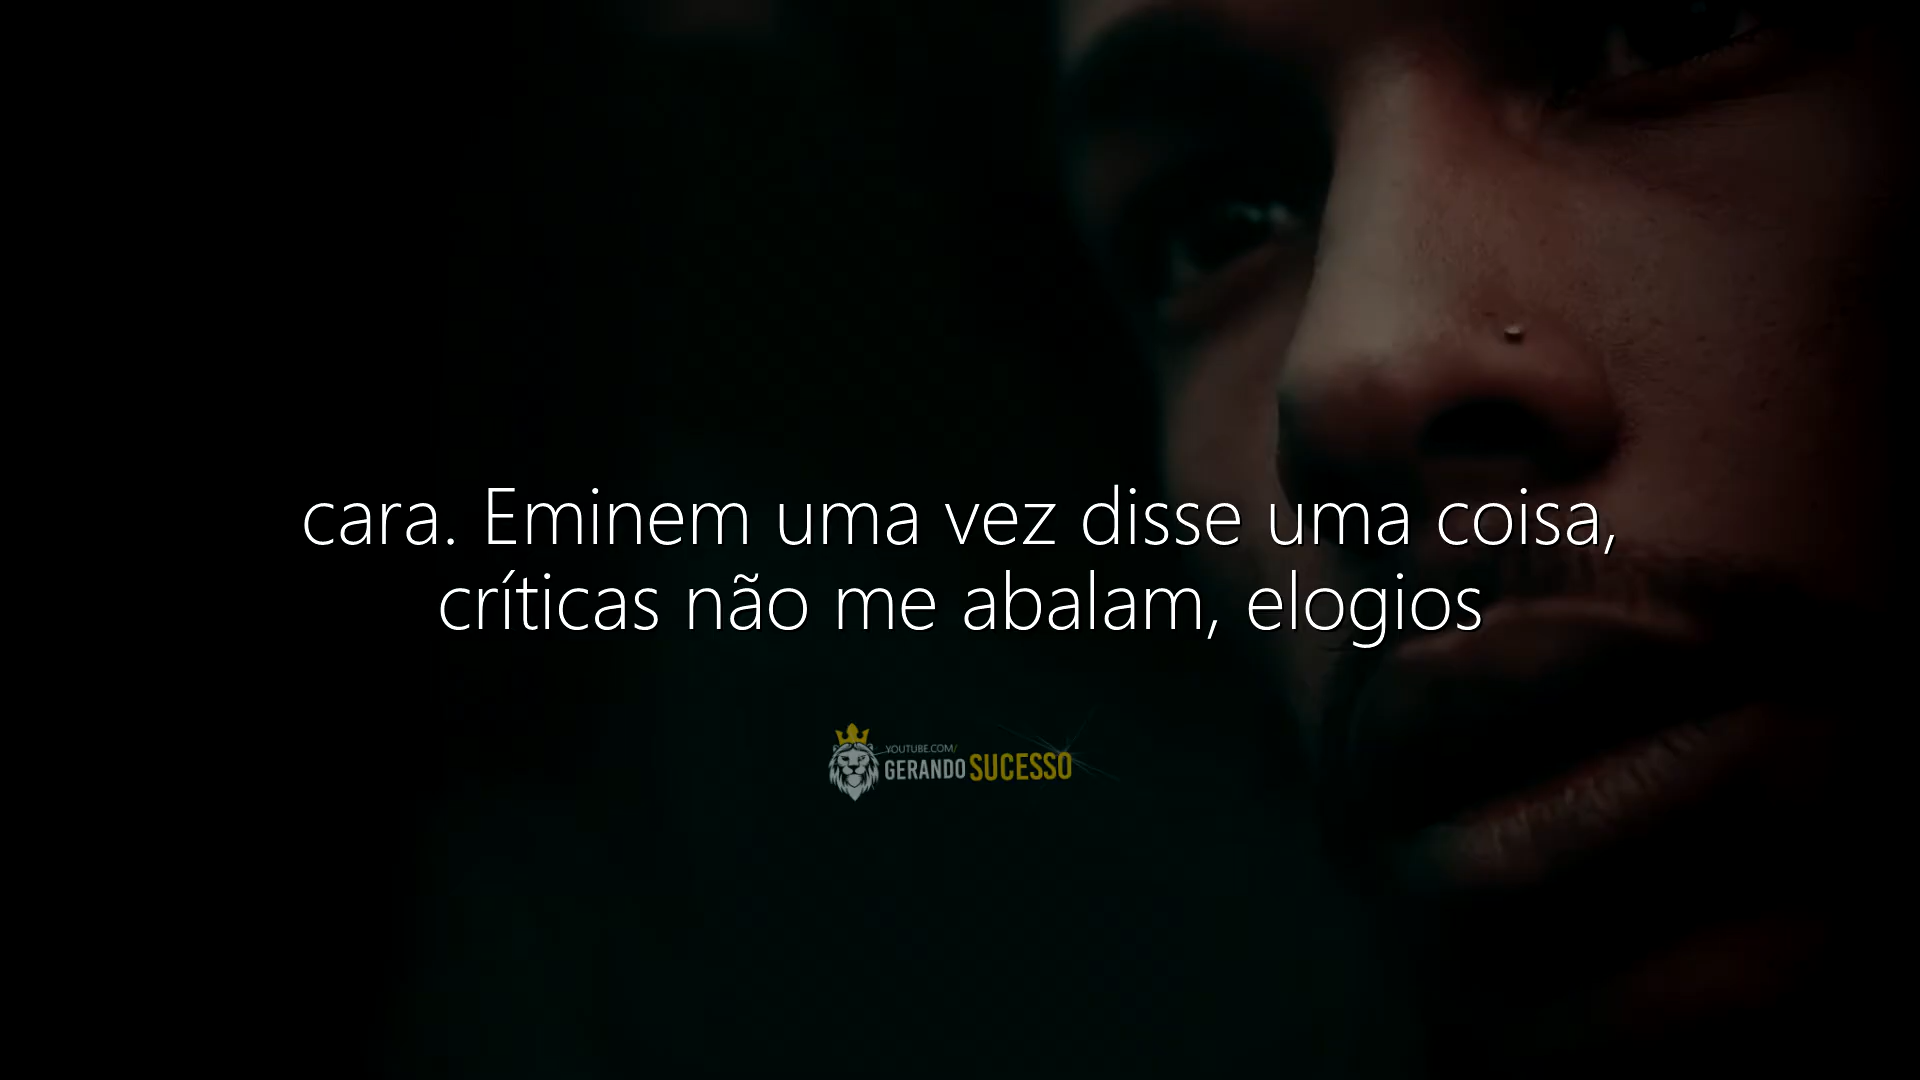 cara. Eminem uma vez disse uma coisa,
críticas não me abalam, elogios
YOUTUBE.COM/
GERANDO SUCESSO